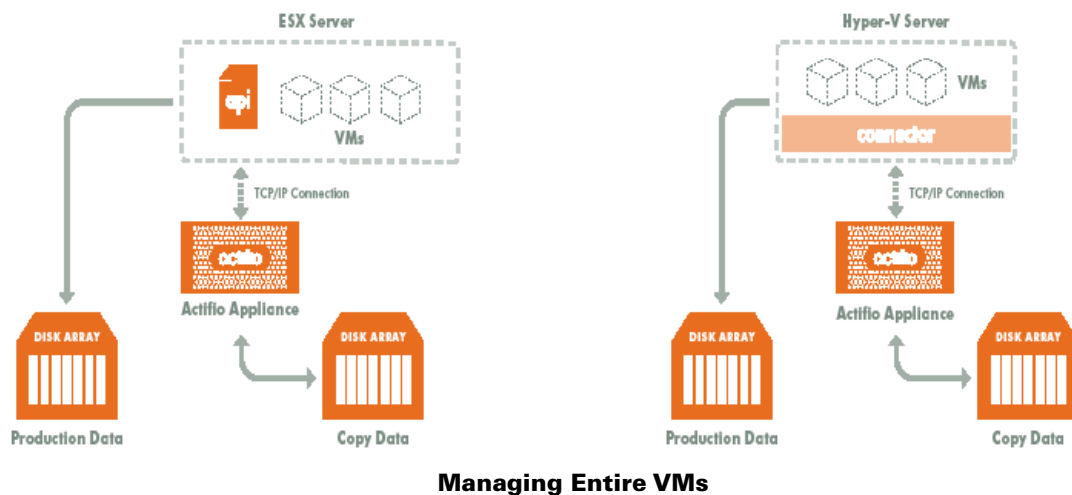 ESX Server
api
VMs
TCP/IP Connection
actifio
Actifio Appliance
DISK ARRAY
Production Data
DISK ARRAY
Copy Data
Hyper-V Server
VMs
connector
TCP/IP Connection
actifio
Actifio Appliance
DISK ARRAY
Production Data
DISK ARRAY
Copy Data
Managing Entire VMs